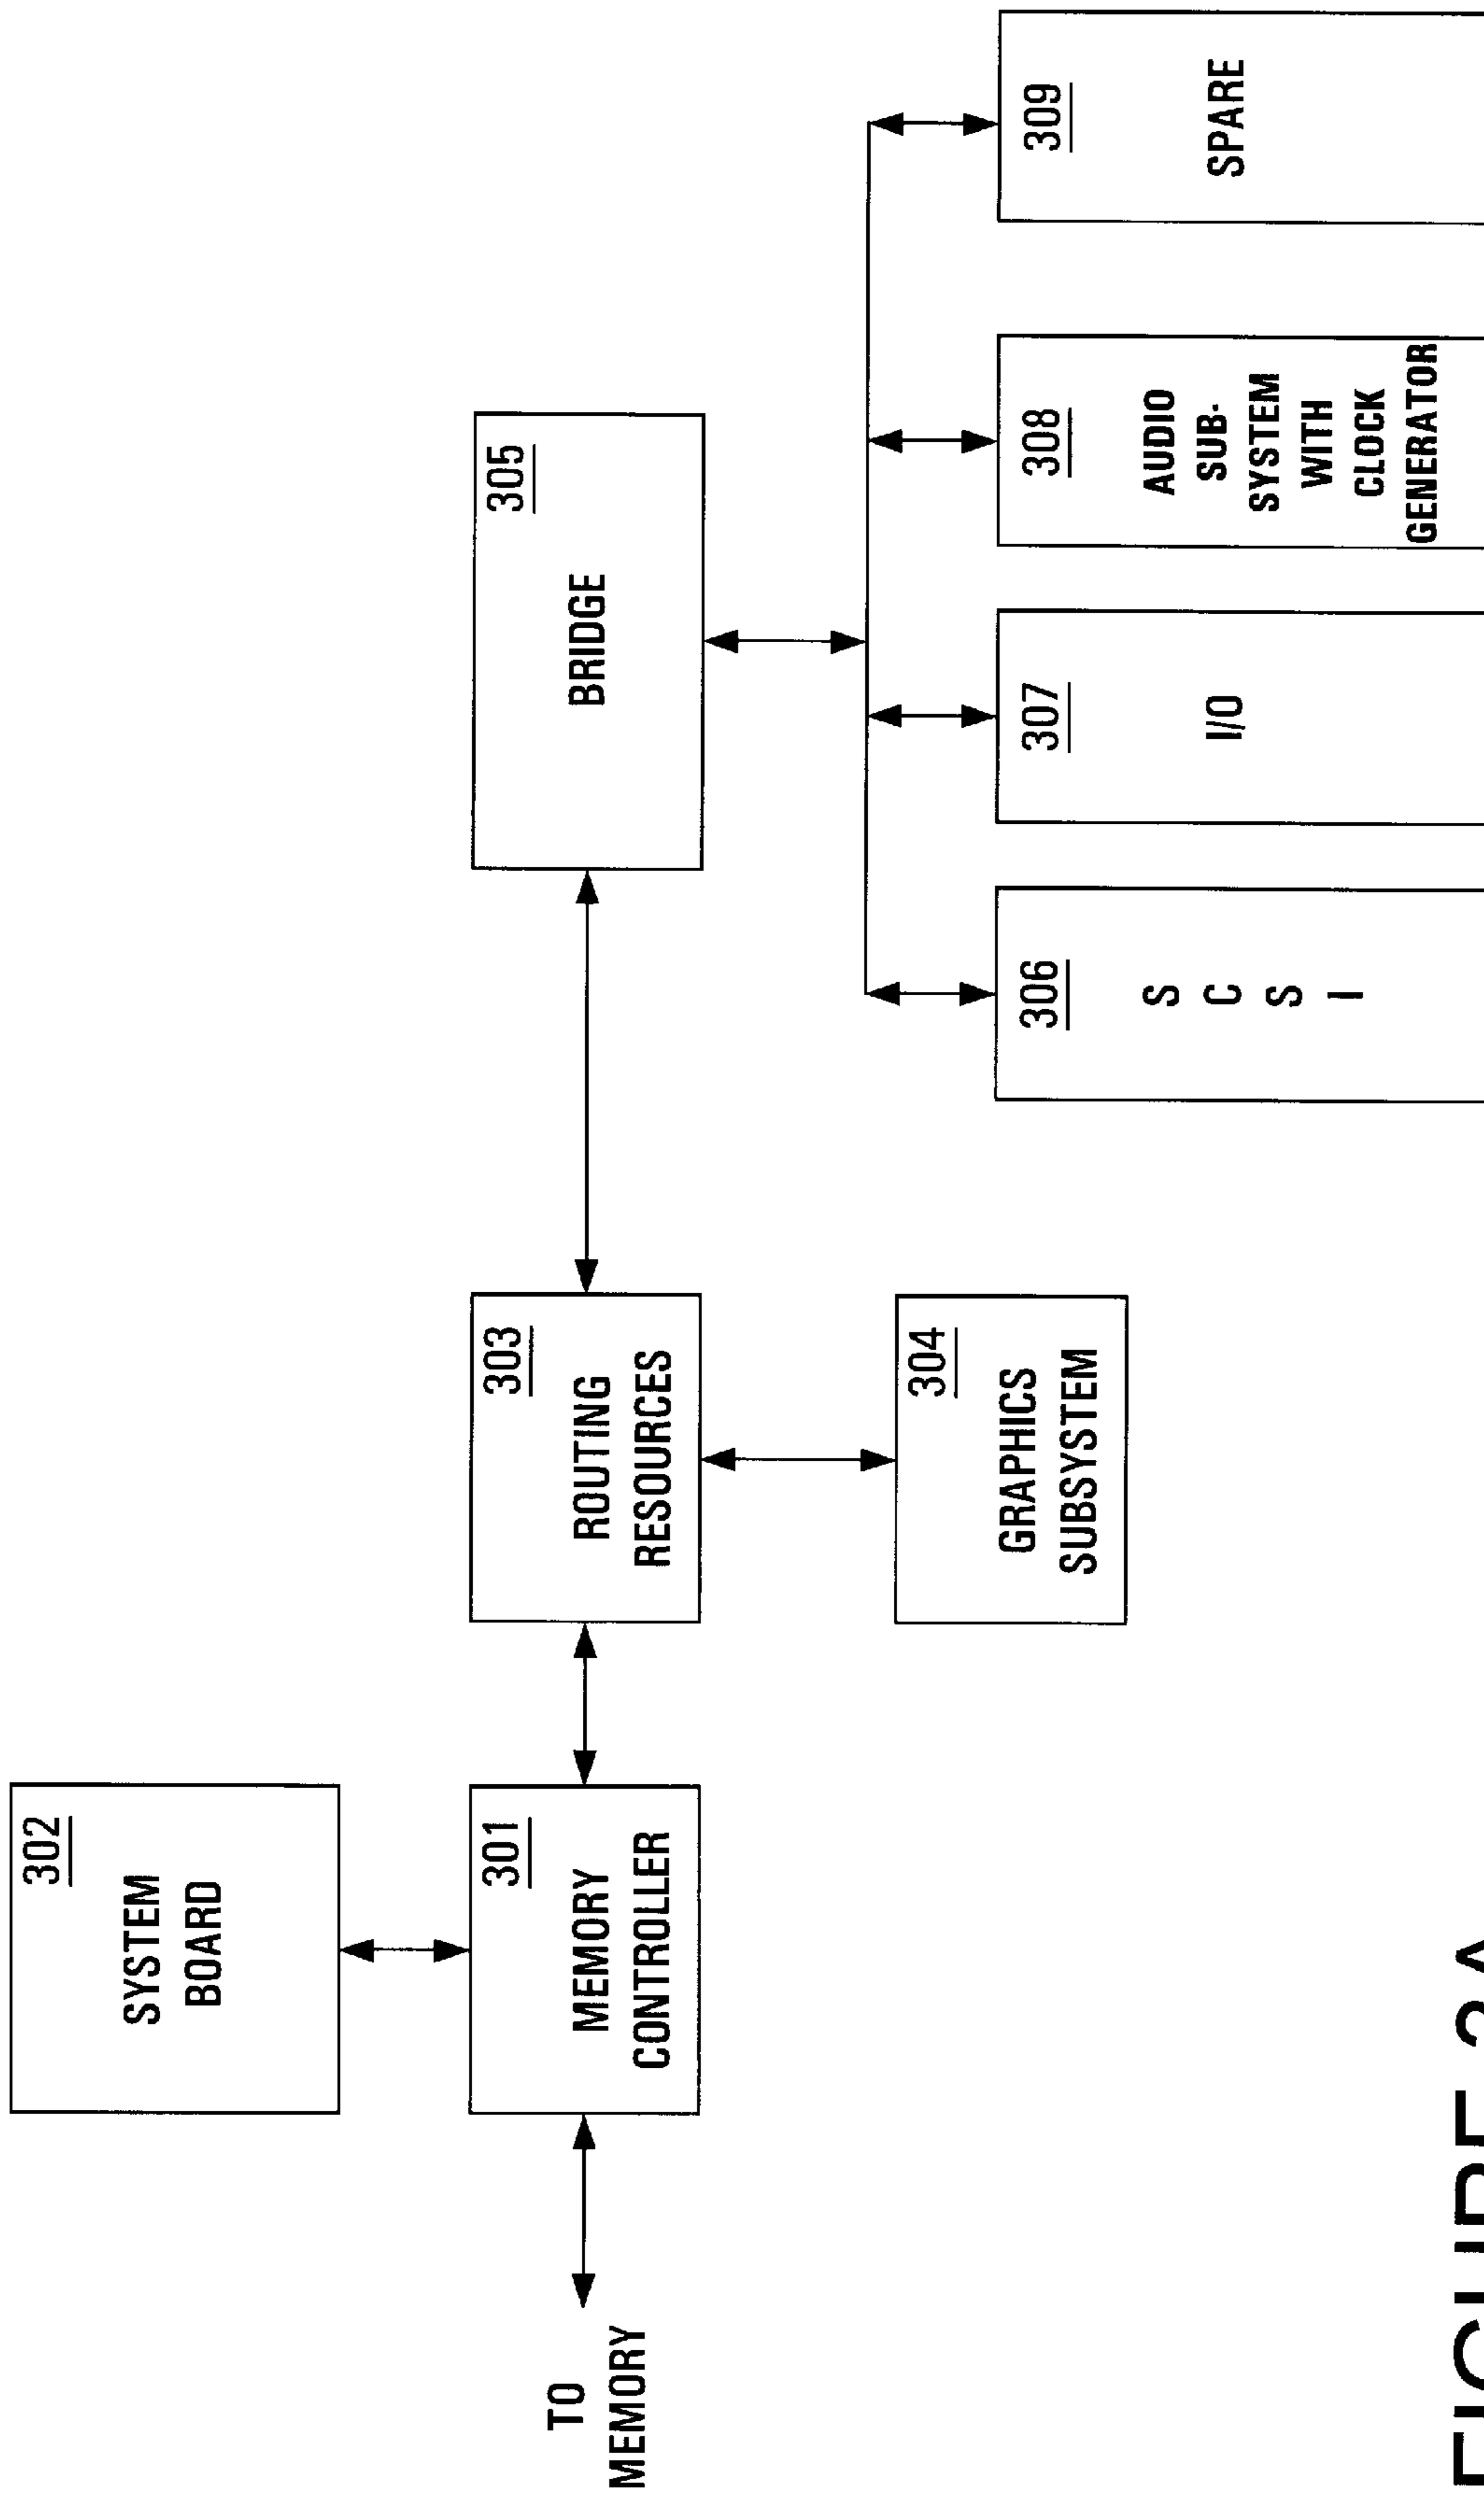 302
SYSTEM
BOARD
TO
MEMORY
301
MEMORY
CONTROLLER
303
ROUTING
RESOURCES
305
BRIDGE
304
GRAPHICS
SUBSYSTEM
306
S
C
S
I
307
I/O
308
AUDIO
SUB-
SYSTEM
WITH
CLOCK
GENERATOR
309
SPARE
FIGURE